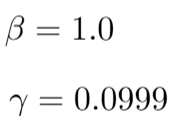 β = 1.0
γ = 0.0999